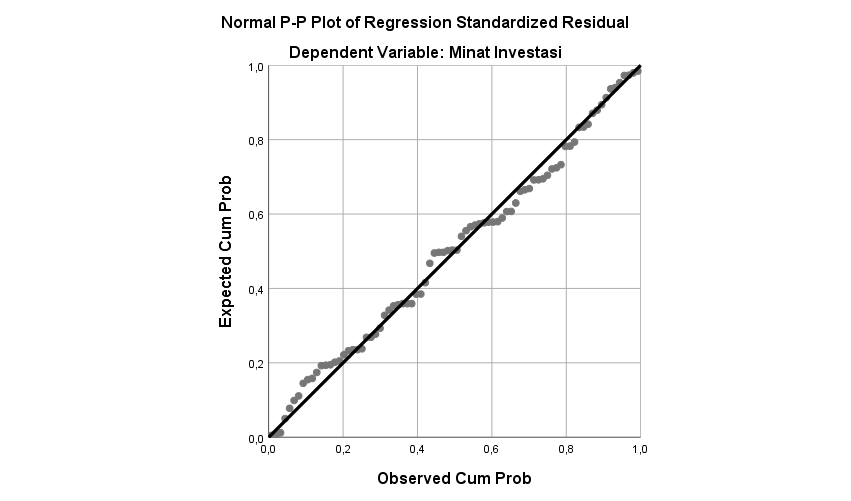 Normal P-P Plot of Regression Standardized Residual
Dependent Variable: Minat Investasi
1,0
0,8
0,6
0,4
0,2
0,0
Expected Cum Prob
0,0 0,2 0,4 0,6 0,8 1,0
Observed Cum Prob